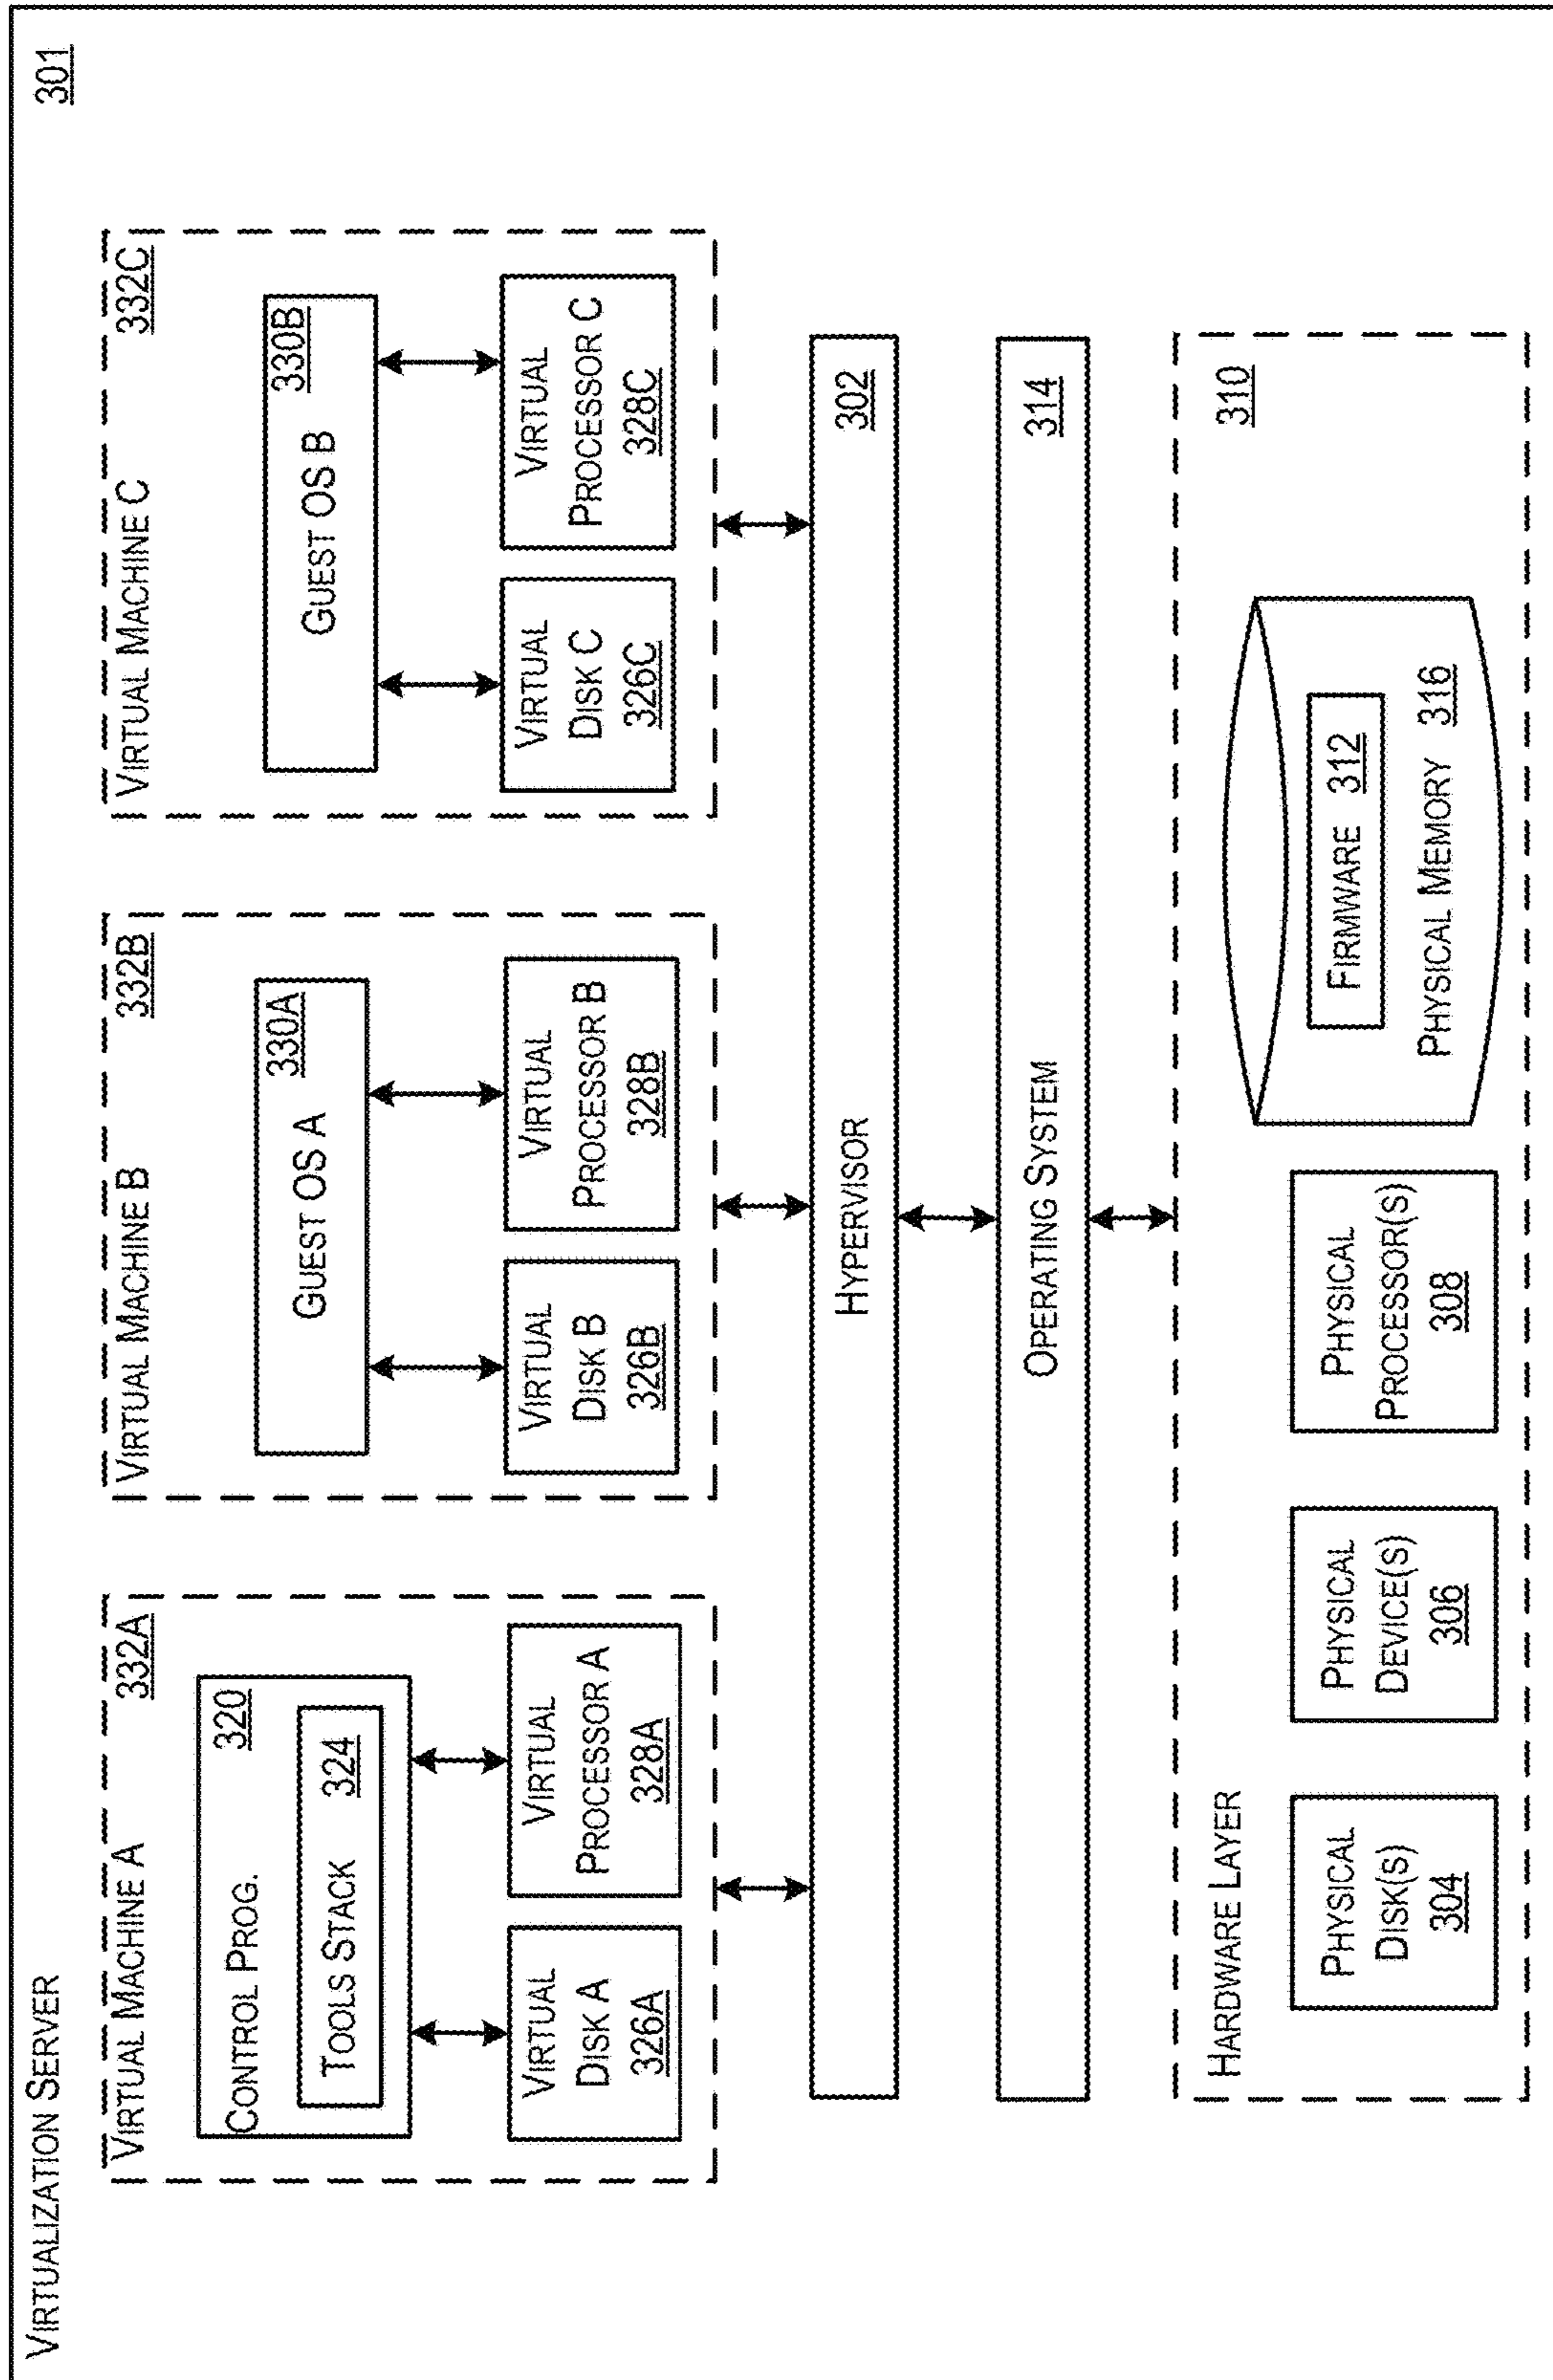 VIRTUALIZATION SERVER
301
VIRTUAL MACHINE A
332A
CONTROL PROG.
320
TOOLS STACK
324
VIRTUAL
DISK A
326A
VIRTUAL
PROCESSOR A
328A
VIRTUAL MACHINE B
332B
GUEST OS A
330A
VIRTUAL
DISK B
326B
VIRTUAL
PROCESSOR B
328B
VIRTUAL MACHINE C
332C
GUEST OS B
330B
VIRTUAL
DISK C
326C
VIRTUAL
PROCESSOR C
328C
HYPERVISOR
302
OPERATING SYSTEM
314
HARDWARE LAYER
310
PHYSICAL
DISK(S)
304
PHYSICAL
DEVICE(S)
306
PHYSICAL
PROCESSOR(S)
308
FIRMWARE 312
PHYSICAL MEMORY 316